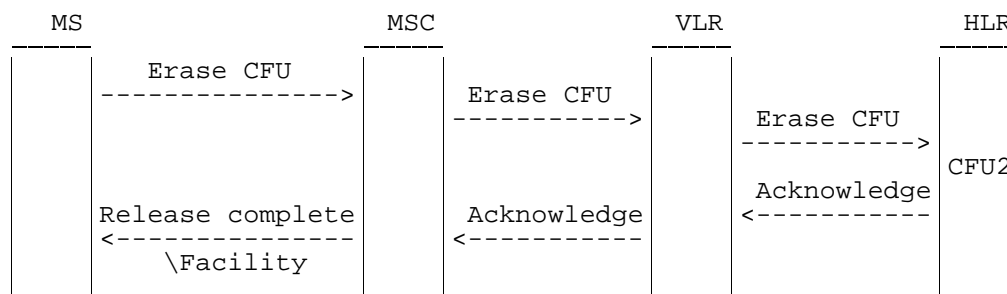 MS MSC VLR HLR
Erase CFU
--------------->
Erase CFU
----------->
Erase CFU
----------->
CFU2
Acknowledge
<-----------
Release complete Acknowledge
<--------------- <-----------
\Facility